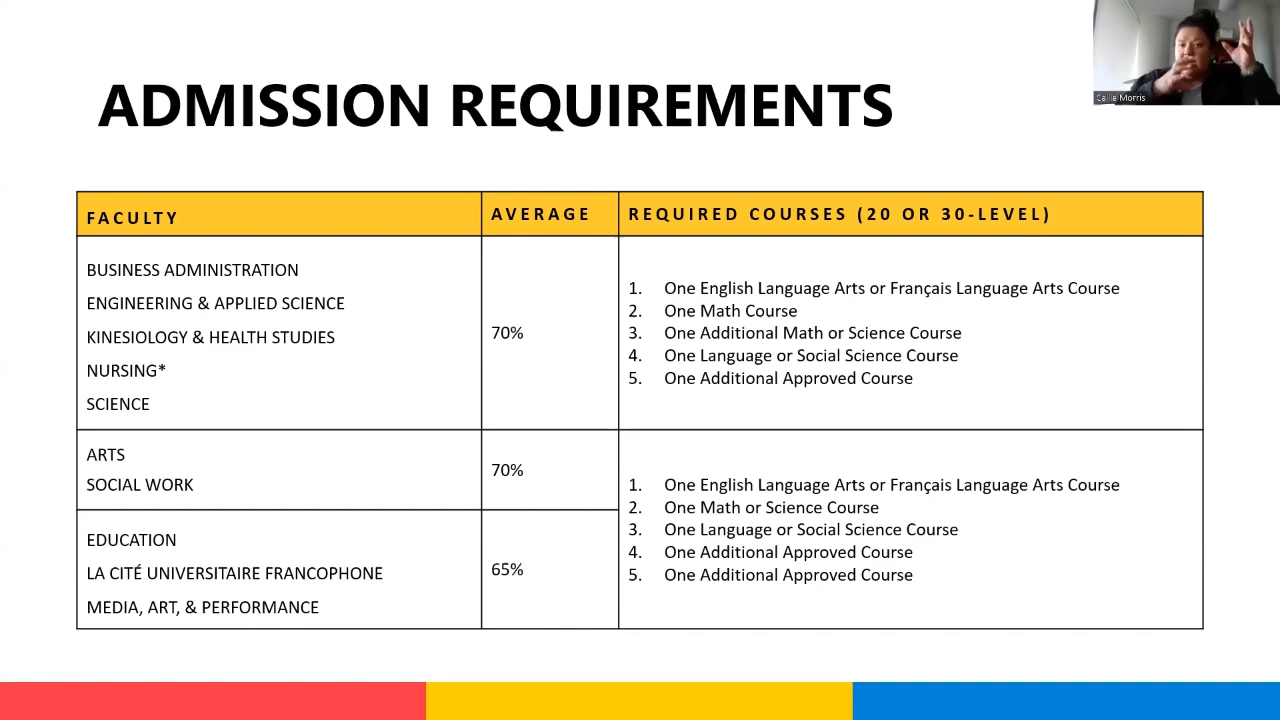 ADMISSION REQUIREMENTS
Callie Morris
FACULTY
AVERAGE
REQUIRED COURSES (20 OR 30-LEVEL)
BUSINESS ADMINISTRATION
ENGINEERING & APPLIED SCIENCE
KINESIOLOGY & HEALTH STUDIES
NURSING*
SCIENCE
70%
1. One English Language Arts or Français Language Arts Course
2. One Math Course
3. One Additional Math or Science Course
4. One Language or Social Science Course
5. One Additional Approved Course
ARTS
SOCIAL WORK
70%
EDUCATION
LA CITÉ UNIVERSITAIRE FRANCOPHONE
MEDIA, ART, & PERFORMANCE
65%
1. One English Language Arts or Français Language Arts Course
2. One Math or Science Course
3. One Language or Social Science Course
4. One Additional Approved Course
5. One Additional Approved Course